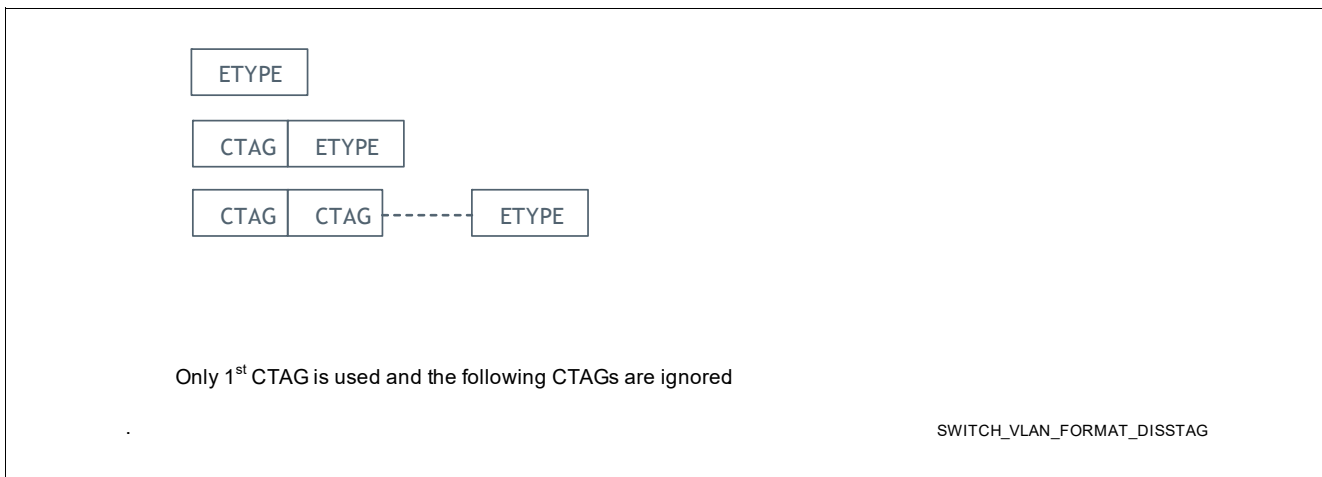 ETYPE
CTAG ETYPE
CTAG CTAG ETYPE
Only 1st CTAG is used and the following CTAGs are ignored
.
SWITCH_VLAN_FORMAT_DISSTAG